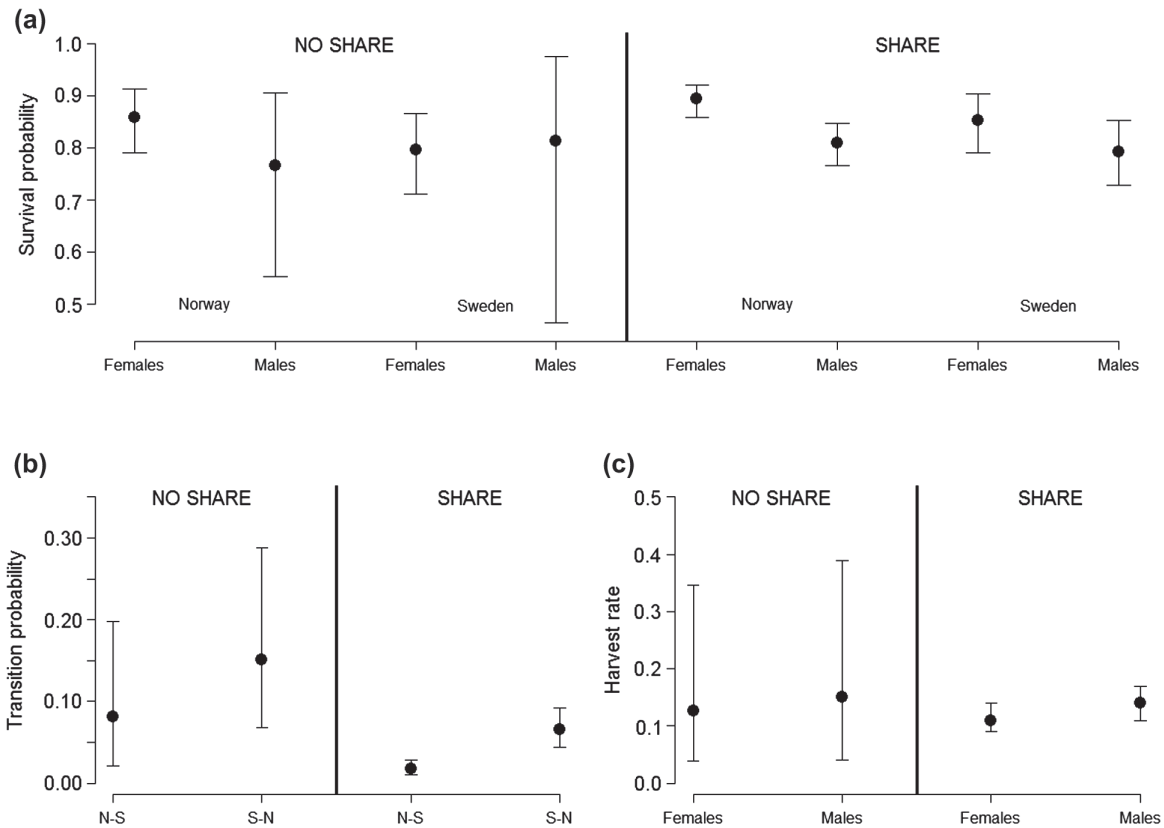 (a)
NO SHARE SHARE
Survival probability
1.0
0.9
0.8
0.7
0.6
0.5
Norway Sweden Norway Sweden
Females Males Females Males Females Males Females Males
(b)
NO SHARE SHARE
Transition probability
0.30
0.20
0.10
0.00
N-S S-N N-S S-N
(c)
NO SHARE SHARE
Harvest rate
0.5
0.4
0.3
0.2
0.1
0.0
Females Males Females Males